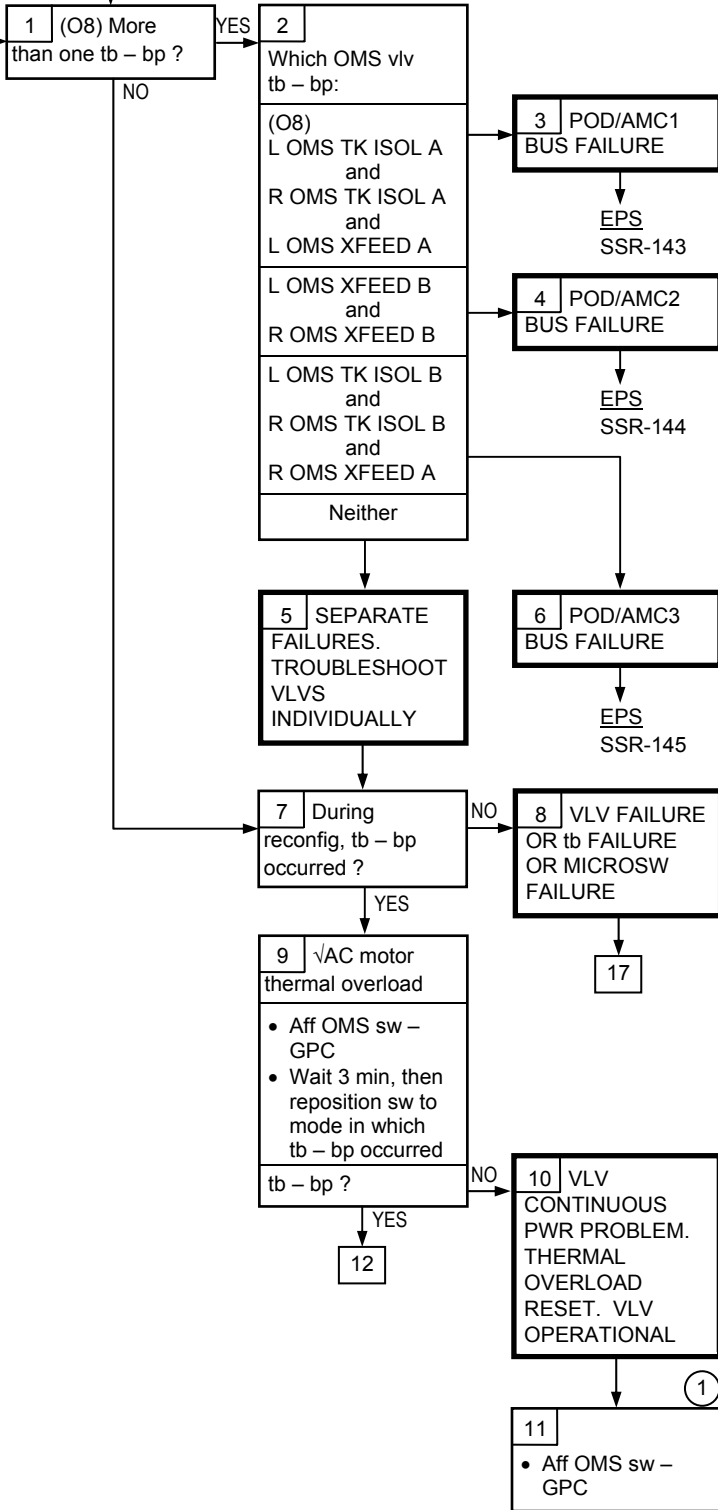 1 (O8) More
than one tb – bp ?
YES
NO
2
Which OMS vlv
tb – bp:
(O8)
L OMS TK ISOL A
and
R OMS TK ISOL A
and
L OMS XFEED A
L OMS XFEED B
and
R OMS XFEED B
L OMS TK ISOL B
and
R OMS TK ISOL B
and
R OMS XFEED A
Neither
3 POD/AMC1
BUS FAILURE
EPS
SSR-143
4 POD/AMC2
BUS FAILURE
EPS
SSR-144
5 SEPARATE
FAILURES.
TROUBLESHOOT
VLVS
INDIVIDUALLY
6 POD/AMC3
BUS FAILURE
EPS
SSR-145
7 During
reconfig, tb – bp
occurred ?
NO
YES
8 VLV FAILURE
OR tb FAILURE
OR MICROSW
FAILURE
17
9 √AC motor
thermal overload
• Aff OMS sw –
GPC
• Wait 3 min, then
reposition sw to
mode in which
tb – bp occurred
tb – bp ?
NO
YES
12
10 VLV
CONTINUOUS
PWR PROBLEM.
THERMAL
OVERLOAD
RESET. VLV
OPERATIONAL
1
11
• Aff OMS sw –
GPC